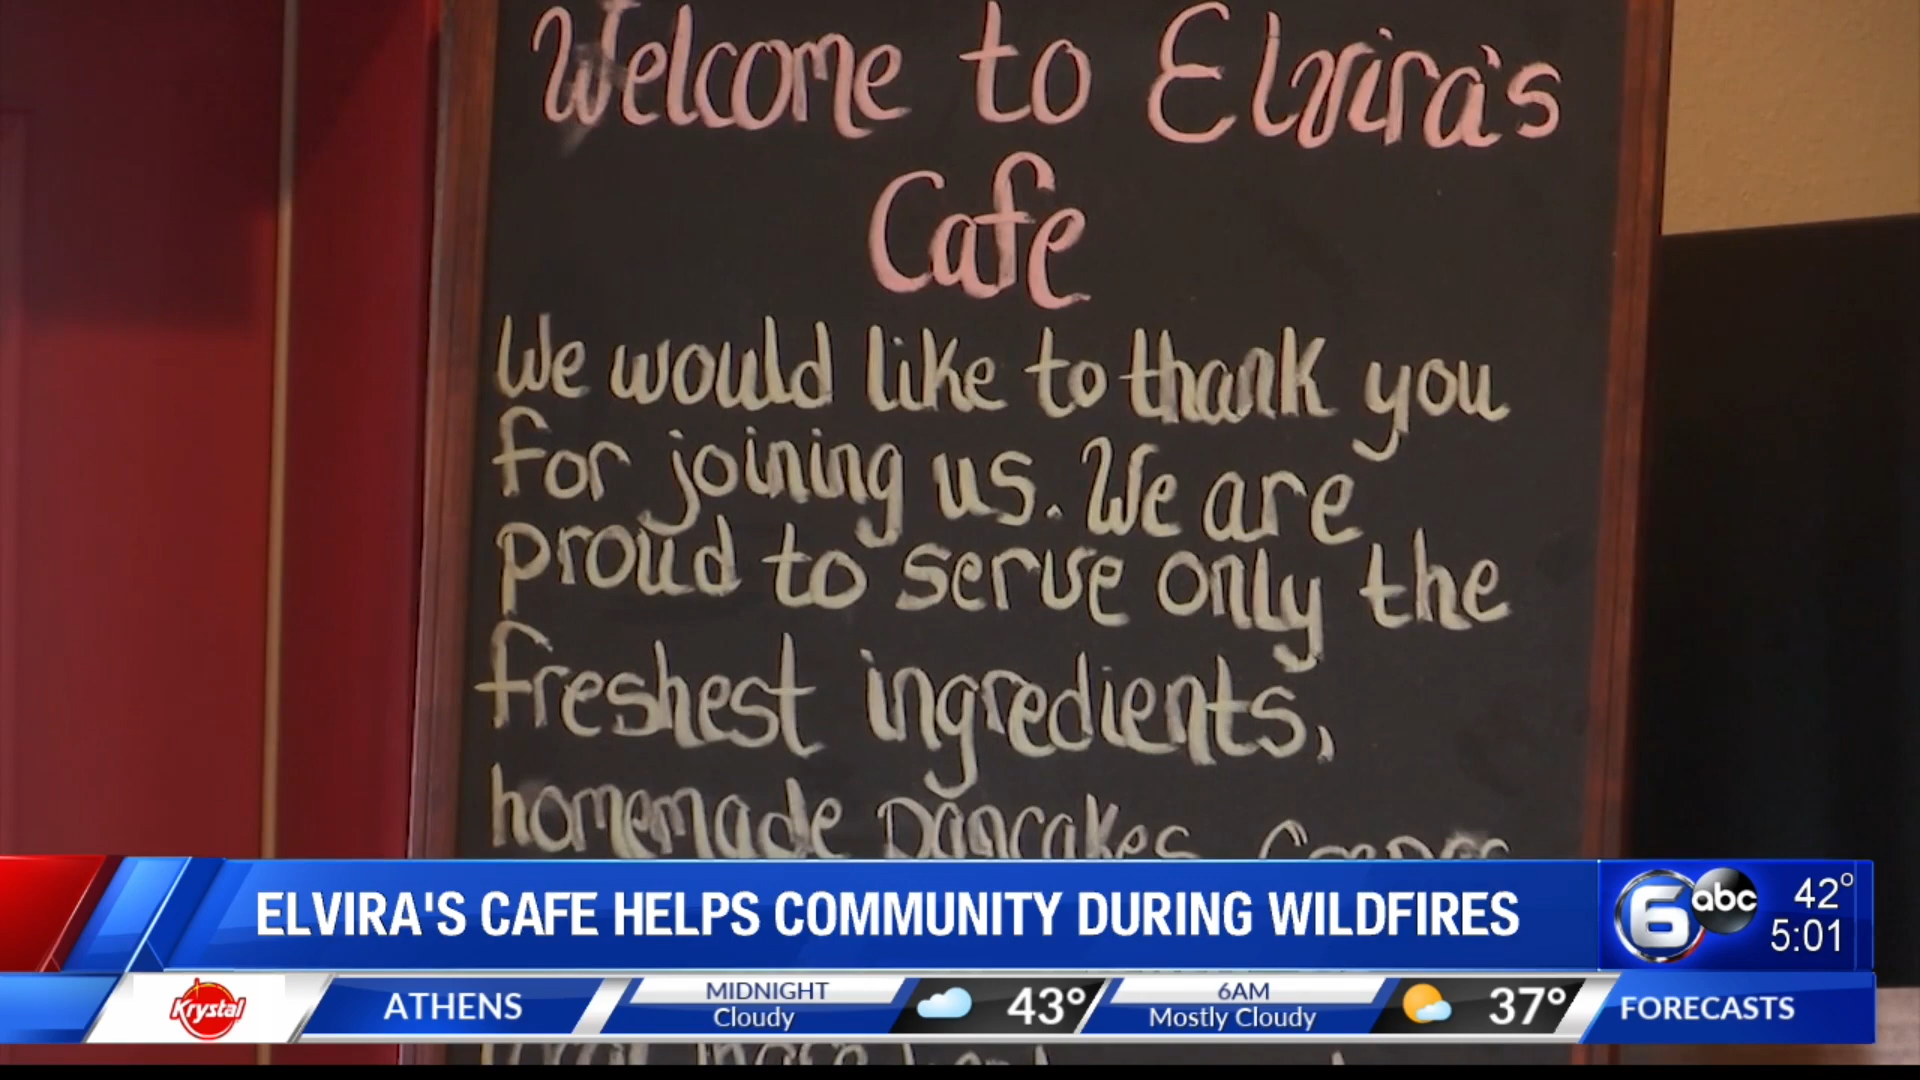 Welcome to Elvira's
Cafe
We would like to thank you
for joining us. We are
proud to serve only the
freshest ingredients,
homemade pancakes,
ELVIRA'S CAFE HELPS COMMUNITY DURING WILDFIRES
6 abc
42°
5:01
Krystal
ATHENS
MIDNIGHT
Cloudy
43°
6AM
Mostly Cloudy
37°
FORECASTS